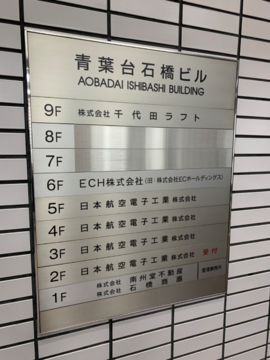 青葉台石橋ビル
AOBADAI ISHIBASHI BUILDING
9F 株式会社 千代田ラフト
8F
7F
6F ECH株式会社(旧:株式会社ECホールディングス)
5F 日本航空電子工業 株式会社
4F 日本航空電子工業 株式会社
3F 日本航空電子工業 株式会社
2F 日本航空電子工業 株式会社 受付
1F 株式会社 南州堂不動産
株式会社 石橋商事